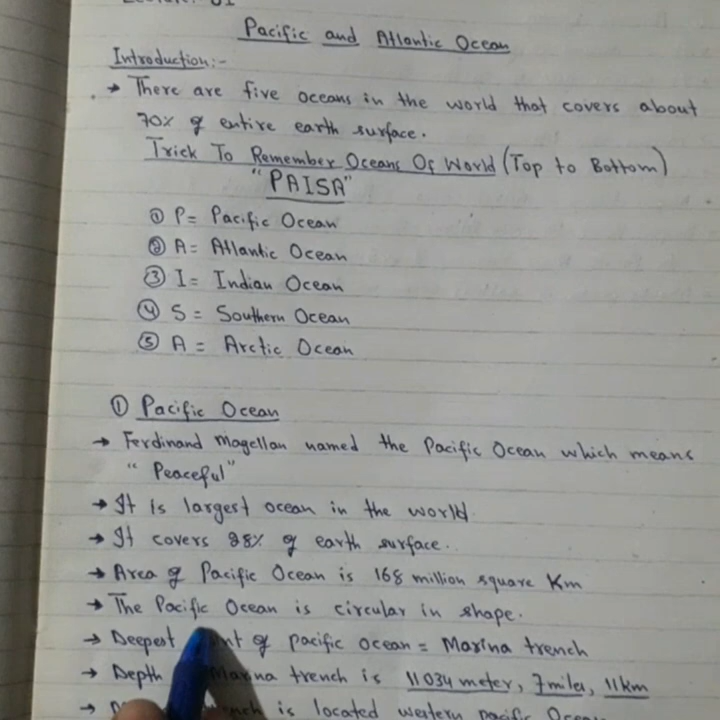 Pacific and Atlantic Ocean
Introduction:-
→ There are five oceans in the world that covers about
70% of entire earth surface.
Trick To Remember Oceans Of World (Top to Bottom)
"PAISA"
① P= Pacific Ocean
② A= Atlantic Ocean
③ I= Indian Ocean
④ S = Southern Ocean
⑤ A = Arctic Ocean
① Pacific Ocean
→ Ferdinand Magellan named the Pacific Ocean which means
"Peaceful"
→ It is largest ocean in the world.
→ It covers 28% of earth surface.
→ Area of Pacific Ocean is 168 million square Km
→ The Pacific Ocean is circular in shape.
→ Deepest of pacific ocean = Marina trench
→ Depth Marina trench is 11034 meter, 7miles, 11km
→ is located western pacific Ocean